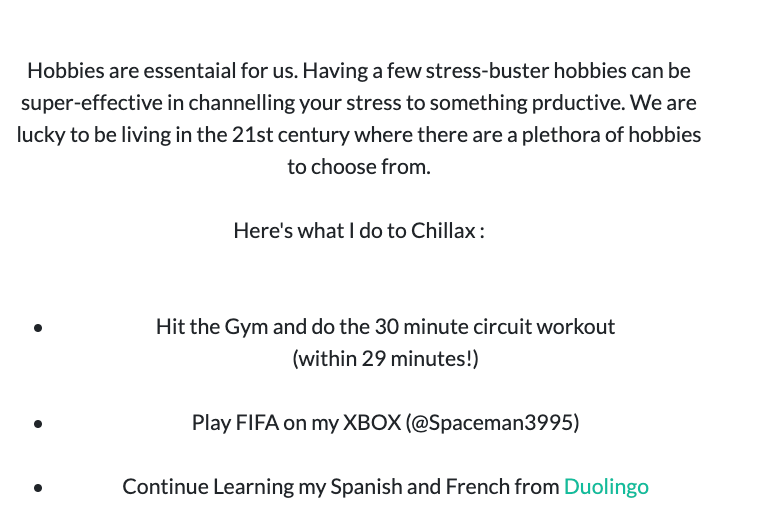 Hobbies are essentaial for us. Having a few stress-buster hobbies can be
super-effective in channelling your stress to something prductive. We are
lucky to be living in the 21st century where there are a plethora of hobbies
to choose from.
Here's what I do to Chillax :
• Hit the Gym and do the 30 minute circuit workout
(within 29 minutes!)
• Play FIFA on my XBOX (@Spaceman3995)
• Continue Learning my Spanish and French from Duolingo